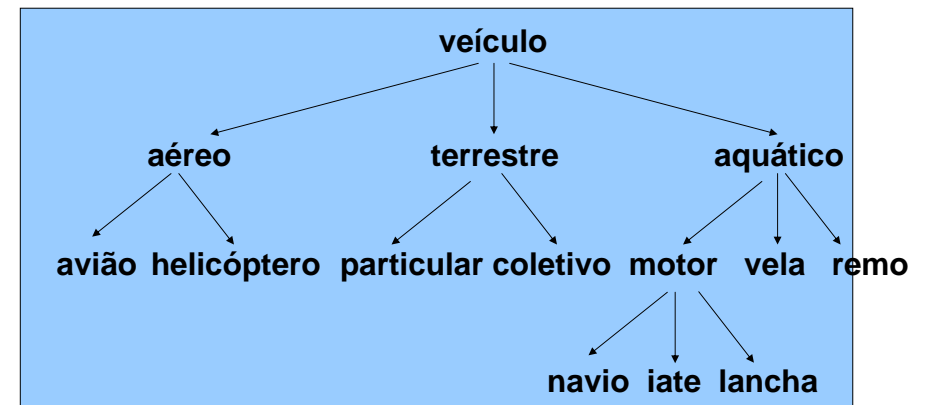 veículo
aéreo terrestre aquático
avião helicóptero particular coletivo motor vela remo
navio iate lancha